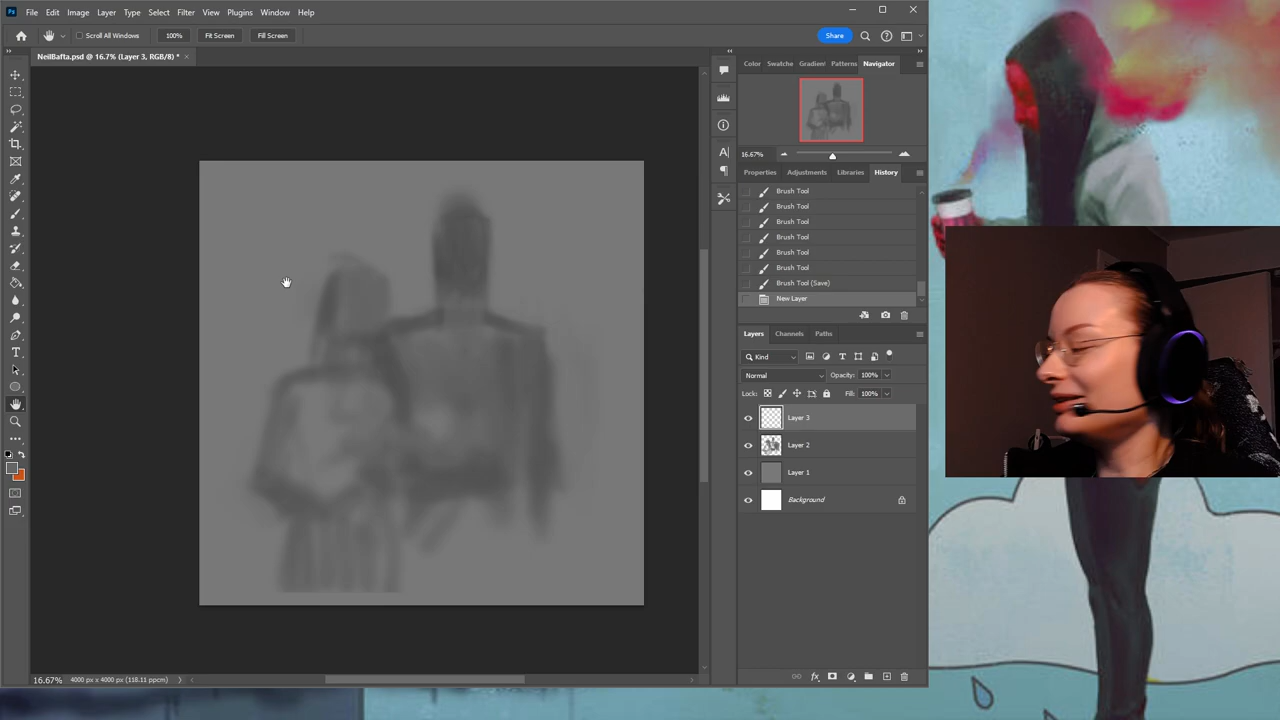 Ps File Edit Image Layer Type Select Filter View Plugins Window Help
Scroll All Windows 100% Fit Screen Fill Screen Share
NeilBafta.psd @ 16.7% (Layer 3, RGB/8) *
Color Swatche Gradien Patterns Navigator
16.67%
Properties Adjustments Libraries History
Brush Tool
Brush Tool
Brush Tool
Brush Tool
Brush Tool
Brush Tool
Brush Tool (Save)
New Layer
Layers Channels Paths
Kind
Normal Opacity: 100%
Lock: Fill: 100%
Layer 3
Layer 2
Layer 1
Background
16.67% 4000 px x 4000 px (118.11 ppcm)